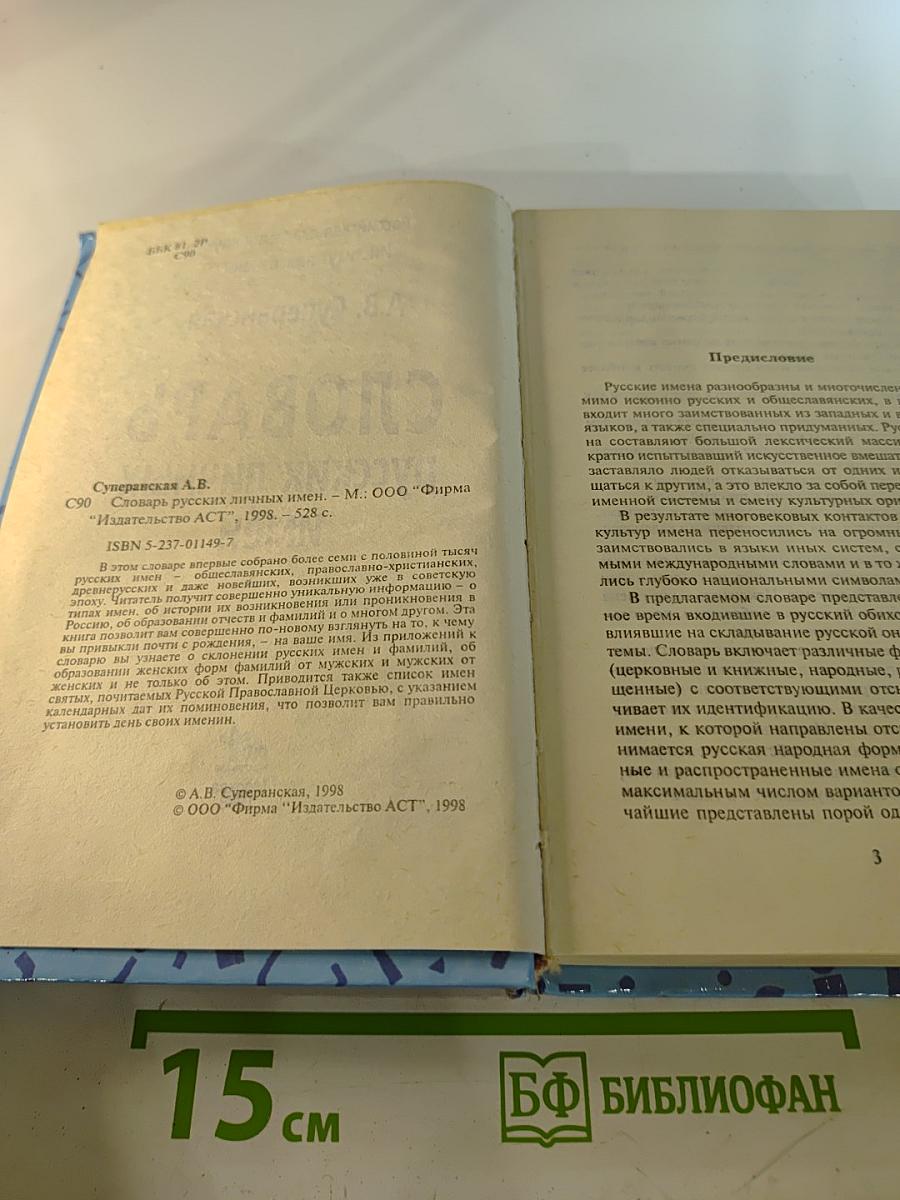 ББК 81. 2Р
С90
Суперанская А.В.
С90 Словарь русских личных имен. – М.: ООО “Фирма
“Издательство АСТ”, 1998. – 528 с.
ISBN 5-237-01149-7
В этом словаре впервые собрано более семи с половиной тысяч
русских имен – общеславянских, православно-христианских,
древнерусских и даже новейших, возникших уже в советскую
эпоху. Читатель получит совершенно уникальную информацию – о
типах имен, об истории их возникновения или проникновения в
Россию, об образовании отчеств и фамилий и о многом другом. Эта
книга позволит вам совершенно по-новому взглянуть на то, к чему
вы привыкли почти с рождения, – на ваше имя. Из приложений к
словарю вы узнаете о склонении русских имен и фамилий, об
образовании женских форм фамилий от мужских и мужских от
женских и не только об этом. Приводится также список имен
святых, почитаемых Русской Православной Церковью, с указанием
календарных дат их поминовения, что позволит вам правильно
установить день своих именин.
© А.В. Суперанская, 1998
© ООО “Фирма “Издательство АСТ”, 1998
Предисловие
Русские имена разнообразны и многочислен
мимо исконно русских и общеславянских, в
входит много заимствованных из западных и в
языков, а также специально придуманных. Рус
на составляют большой лексический масси
кратно испытывавший искусственное вмешат
заставляло людей отказываться от одних и
щаться к другим, а это влекло за собой пере
именной системы и смену культурных ори
В результате многовековых контактов
культур имена переносились на огромны
заимствовались в языки иных систем, с
мыми международными словами и в то ж
лись глубоко национальными символам
В предлагаемом словаре представле
ное время входившие в русский обихо
влиявшие на складывание русской он
темы. Словарь включает различные ф
(церковные и книжные, народные, р
щенные) с соответствующими отсы
чивает их идентификацию. В качес
имени, к которой направлены отс
нимается русская народная форм
ные и распространенные имена с
максимальным числом варианто
чайшие представлены порой од
3
15 см
БФ БИБЛИОФАН